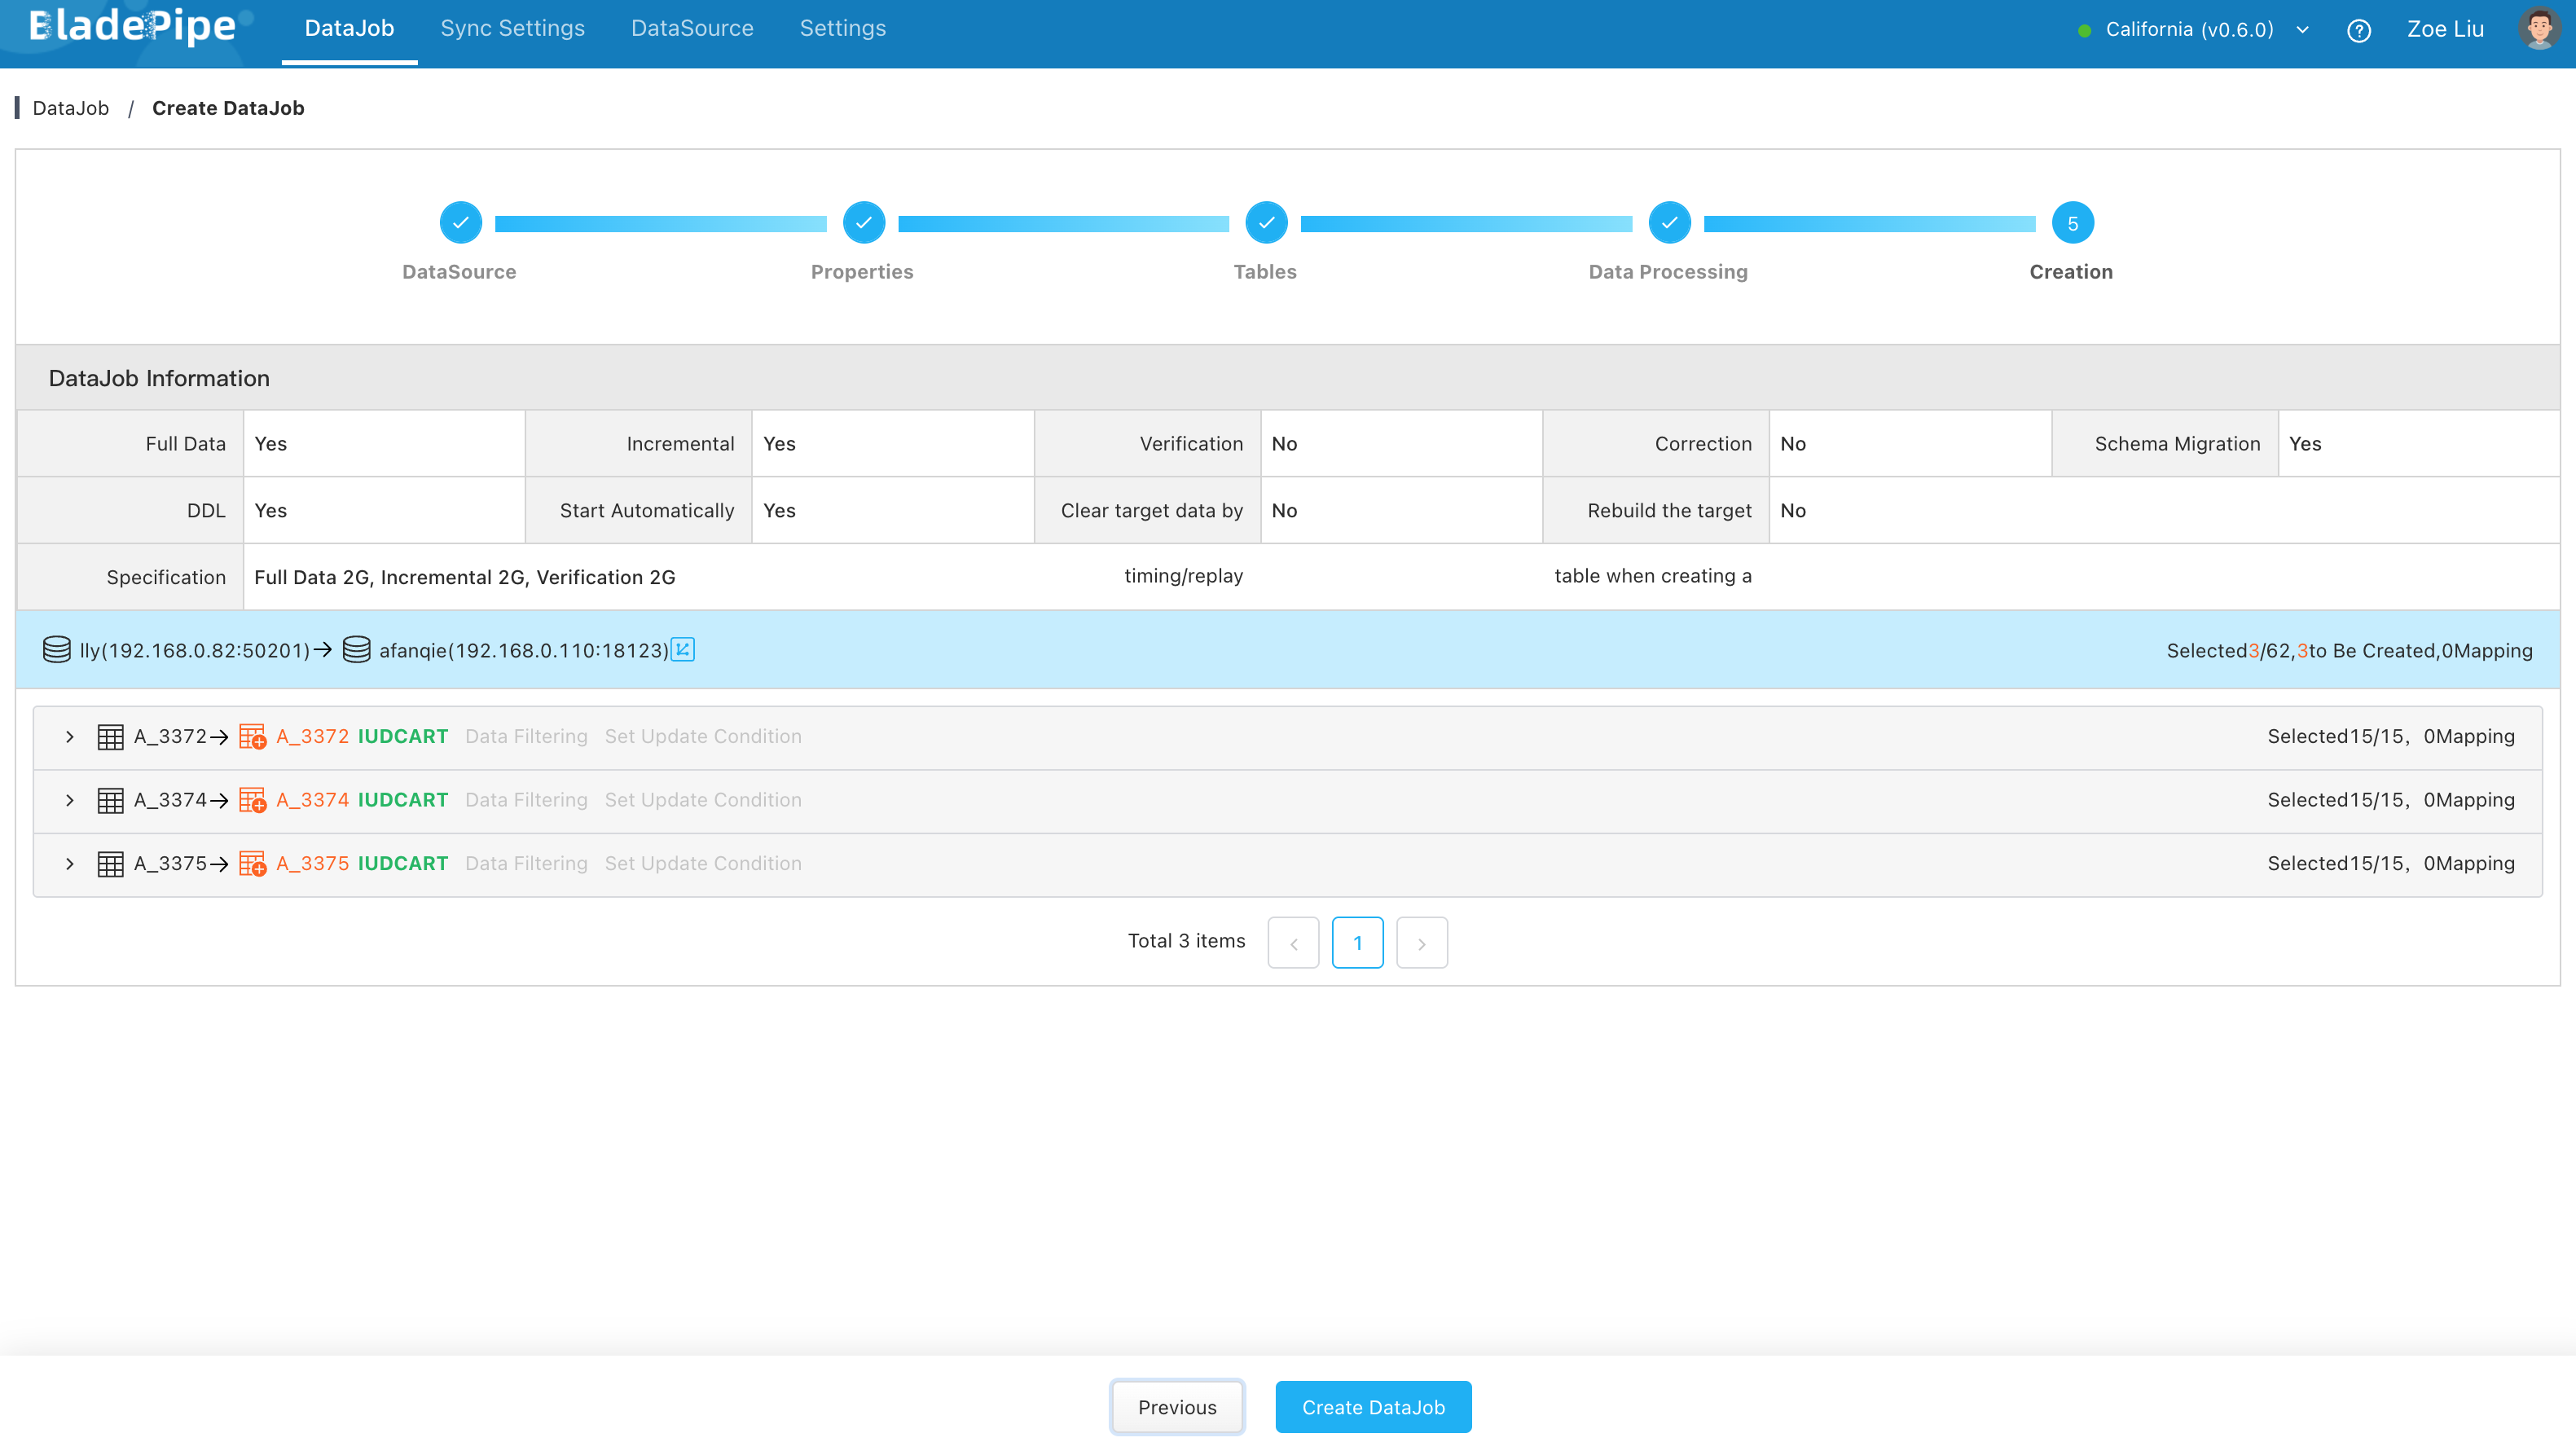 BladePipe DataJob Sync Settings DataSource Settings California (v0.6.0) Zoe Liu
DataJob / Create DataJob
5
DataSource Properties Tables Data Processing Creation
DataJob Information
Full Data Yes Incremental Yes Verification No Correction No Schema Migration Yes
DDL Yes Start Automatically Yes Clear target data by No Rebuild the target No
Specification Full Data 2G, Incremental 2G, Verification 2G timing/replay table when creating a
lly(192.168.0.82:50201)→ afanqie(192.168.0.110:18123) Selected3/62,3to Be Created,0Mapping
A_3372→ A_3372 IUDCART Data Filtering Set Update Condition Selected15/15, 0Mapping
A_3374→ A_3374 IUDCART Data Filtering Set Update Condition Selected15/15, 0Mapping
A_3375→ A_3375 IUDCART Data Filtering Set Update Condition Selected15/15, 0Mapping
Total 3 items < 1 >
Previous Create DataJob